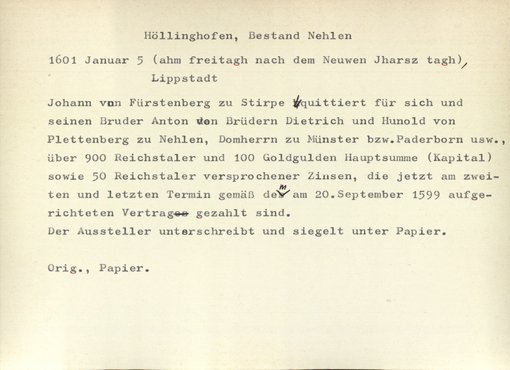 Höllinghofen, Bestand Nehlen
1601 Januar 5 (ahm freitagh nach dem Neuwen Jharsz tagh),
Lippstadt
Johann von Fürstenberg zu Stirpe quittiert für sich und
seinen Bruder Anton den Brüdern Dietrich und Hunold von
Plettenberg zu Nehlen, Domherrn zu Münster bzw.Paderborn usw.,
über 900 Reichstaler und 100 Goldgulden Hauptsumme (Kapital)
sowie 50 Reichstaler versprochener Zinsen, die jetzt am zwei-
ten und letzten Termin gemäß dem am 20.September 1599 aufge-
richteten Vertrag gezahlt sind.
Der Aussteller unterschreibt und siegelt unter Papier.
Orig., Papier.